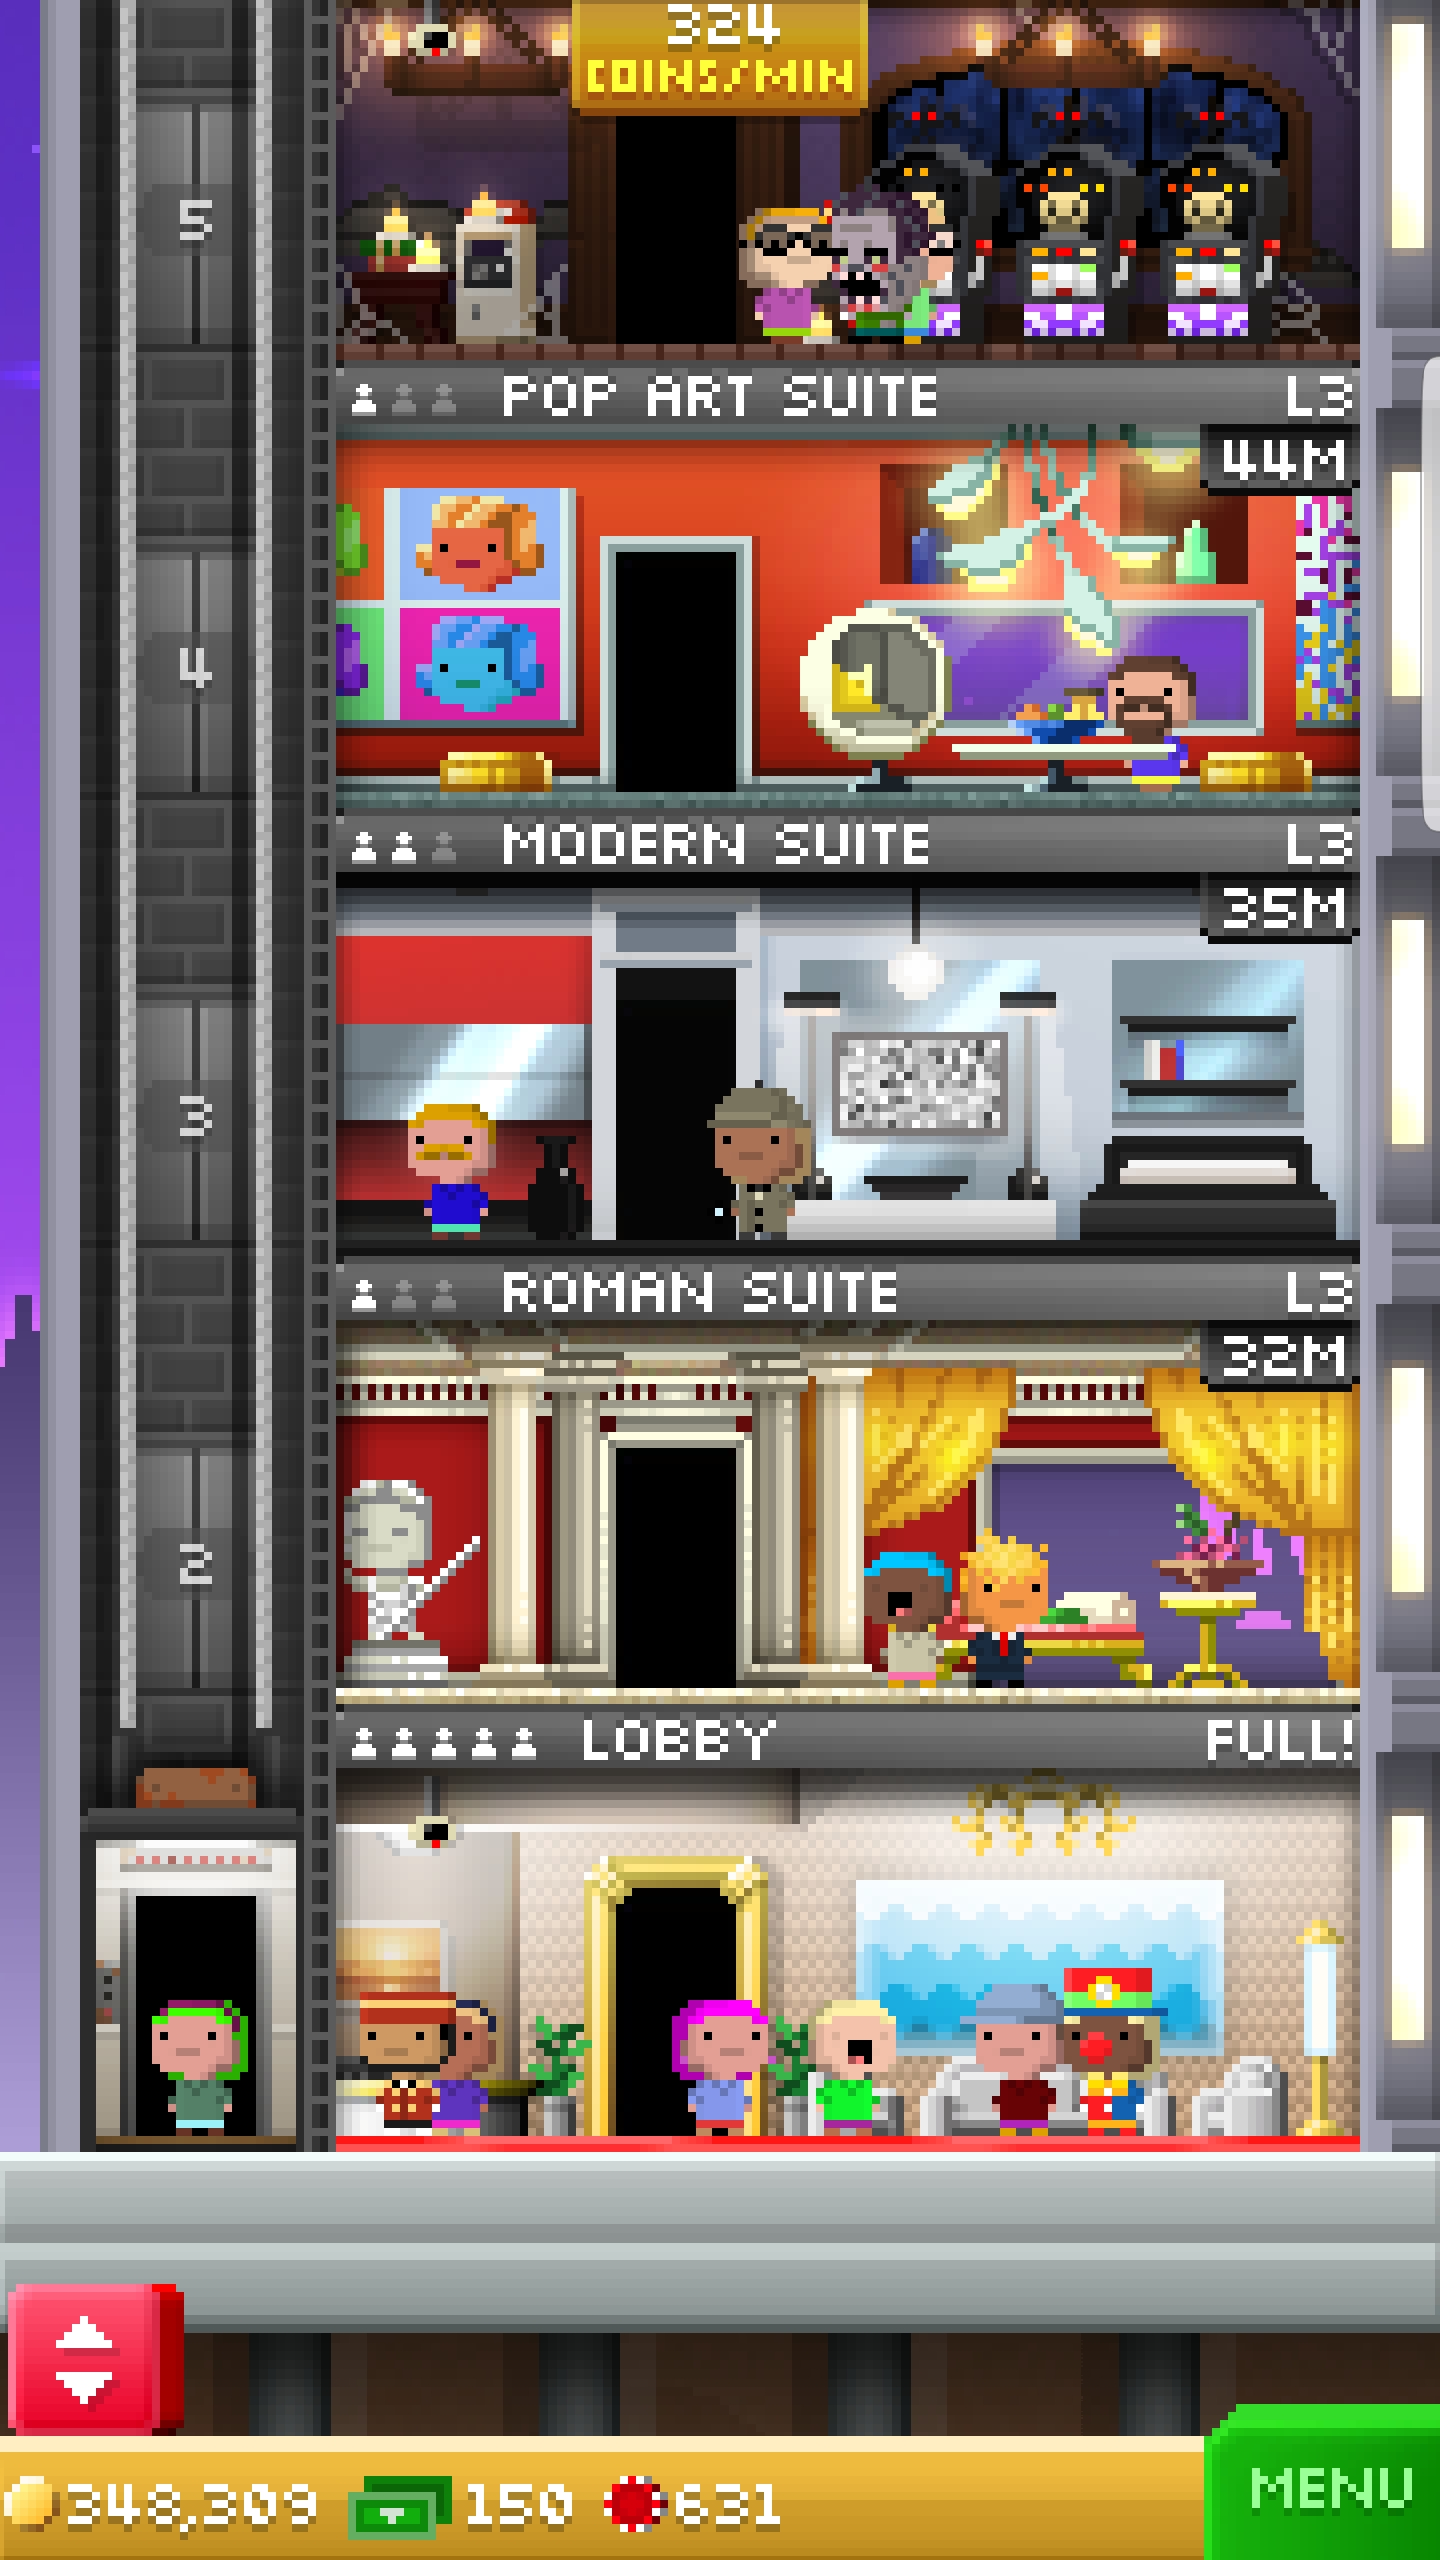 324
COINS/MIN
5
POP ART SUITE L3
44M
4
MODERN SUITE L3
35M
3
ROMAN SUITE L3
32M
2
LOBBY FULL!
348,309 150 631
MENU